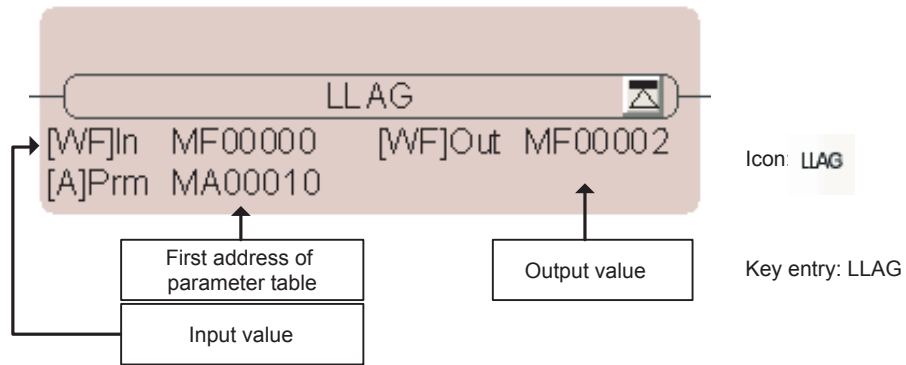 LLAG
[WF]In MF00000 [WF]Out MF00002
[A]Prm MA00010
Icon: LLAG
First address of
parameter table
Output value
Key entry: LLAG
Input value